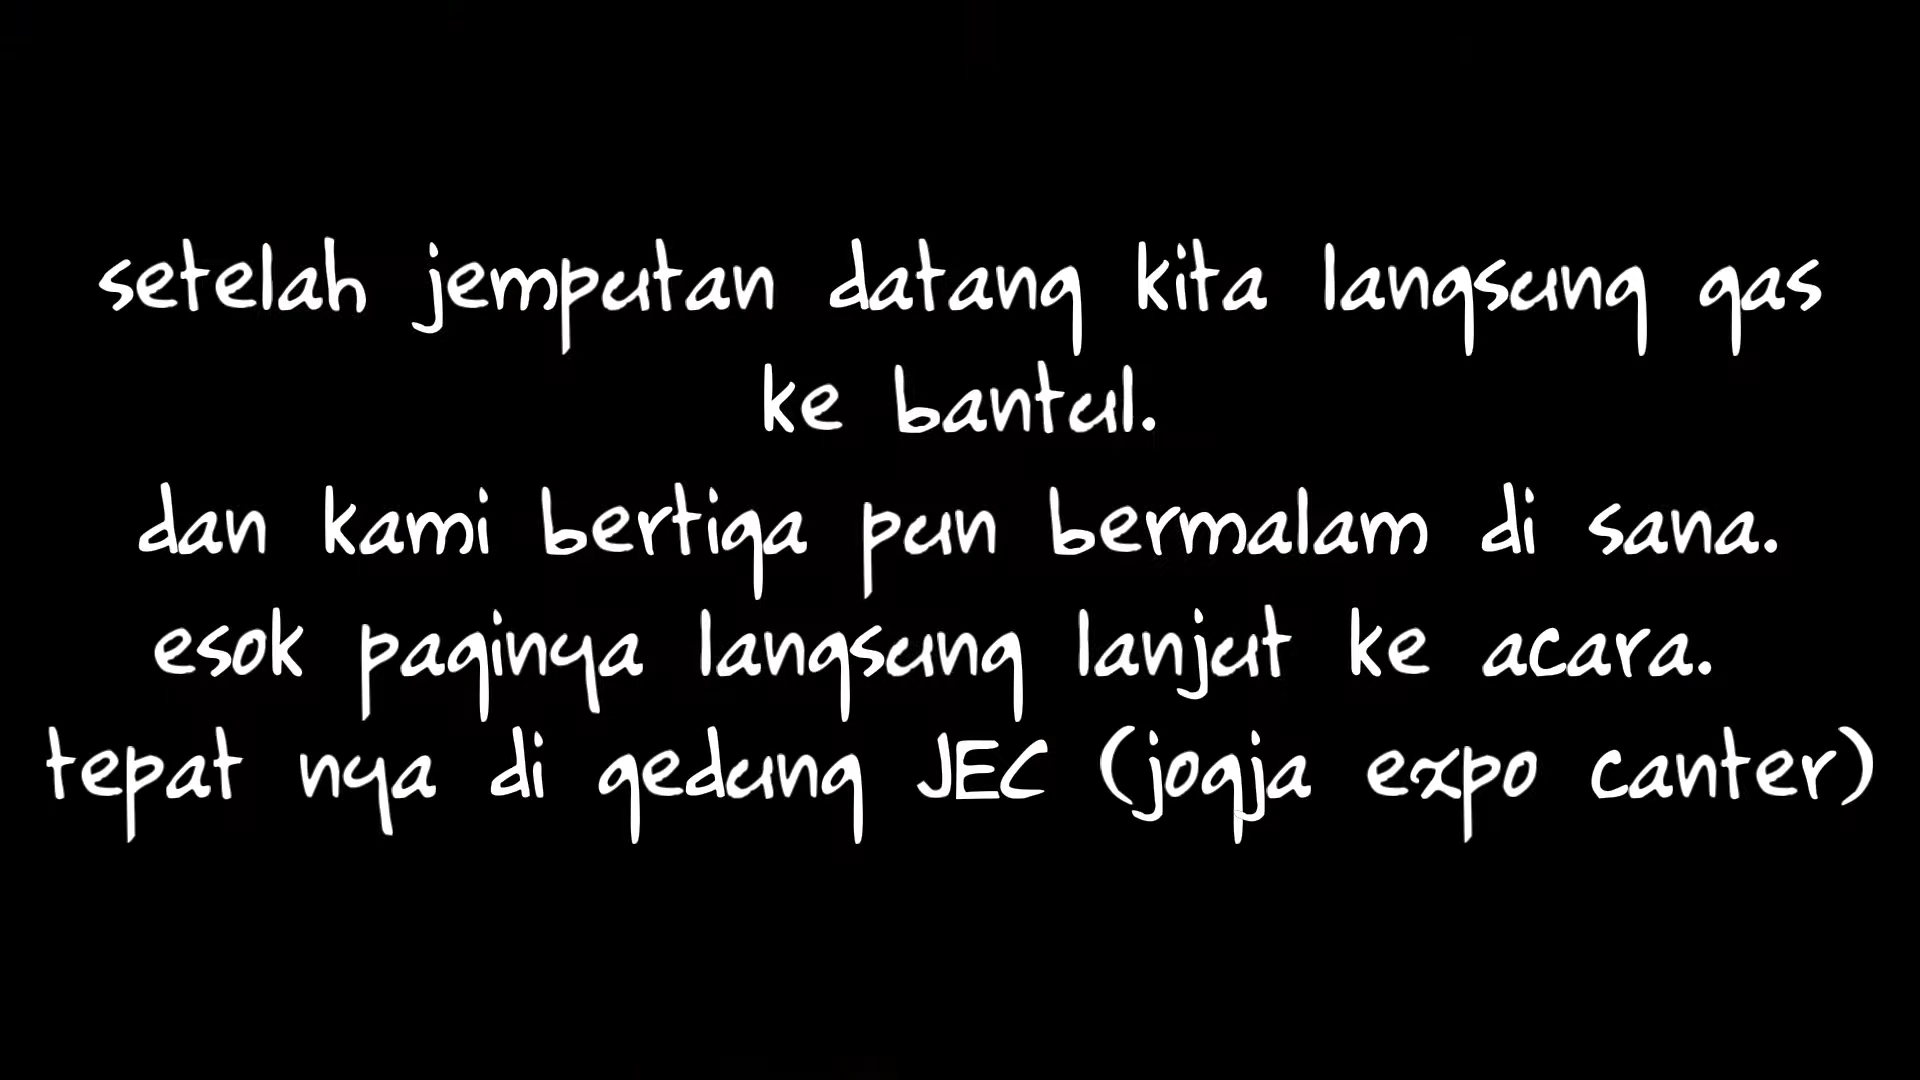 setelah jemputan datang kita langsung gas
ke bantul.
dan kami bertiga pun bermalam di sana.
esok paginya langsung lanjut ke acara.
tepat nya di gedung JEC (jogja expo canter)